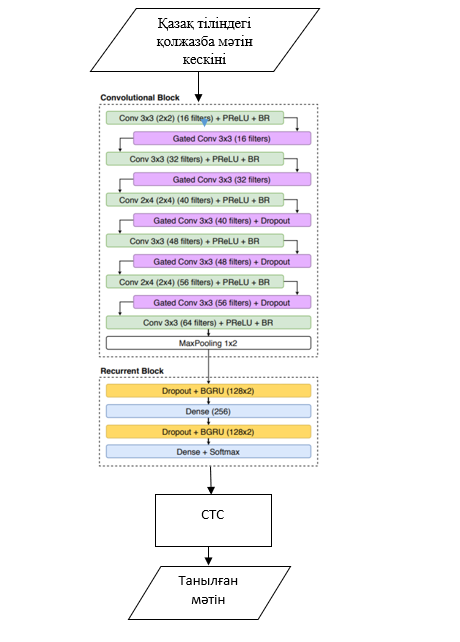 Қазақ тіліндегі
қолжазба мәтін
кескіні
Convolutional Block
Conv 3x3 (2x2) (16 filters) + PReLU + BR
Gated Conv 3x3 (16 filters)
Conv 3x3 (32 filters) + PReLU + BR
Gated Conv 3x3 (32 filters)
Conv 2x4 (2x4) (40 filters) + PReLU + BR
Gated Conv 3x3 (40 filters) + Dropout
Conv 3x3 (48 filters) + PReLU + BR
Gated Conv 3x3 (48 filters) + Dropout
Conv 2x4 (2x4) (56 filters) + PReLU + BR
Gated Conv 3x3 (56 filters) + Dropout
Conv 3x3 (64 filters) + PReLU + BR
MaxPooling 1x2
Recurrent Block
Dropout + BGRU (128x2)
Dense (256)
Dropout + BGRU (128x2)
Dense + Softmax
СТС
Танылған
мәтін